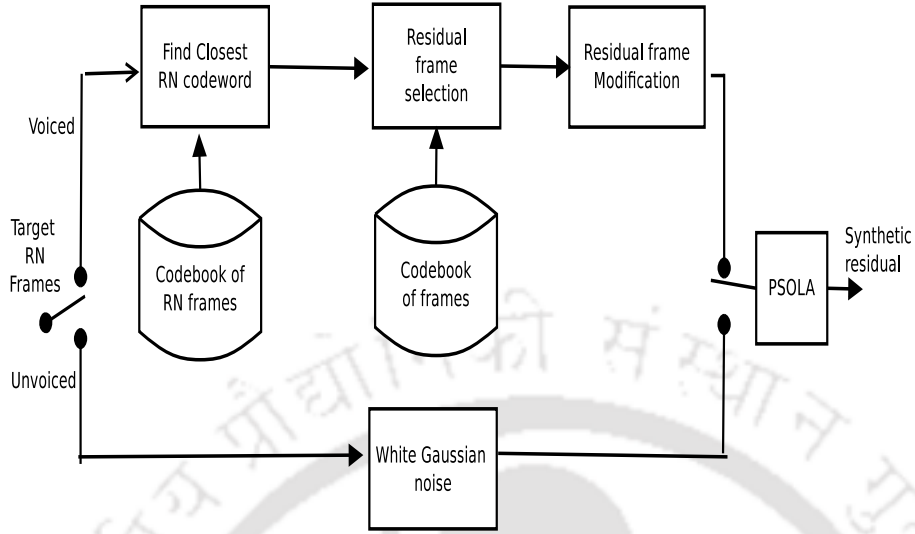 Find Closest
RN codeword
Residual
frame
selection
Residual frame
Modification
Voiced
Target
RN
Frames
Codebook of
RN frames
Codebook
of frames
Synthetic
residual
PSOLA
Unvoiced
White Gaussian
noise